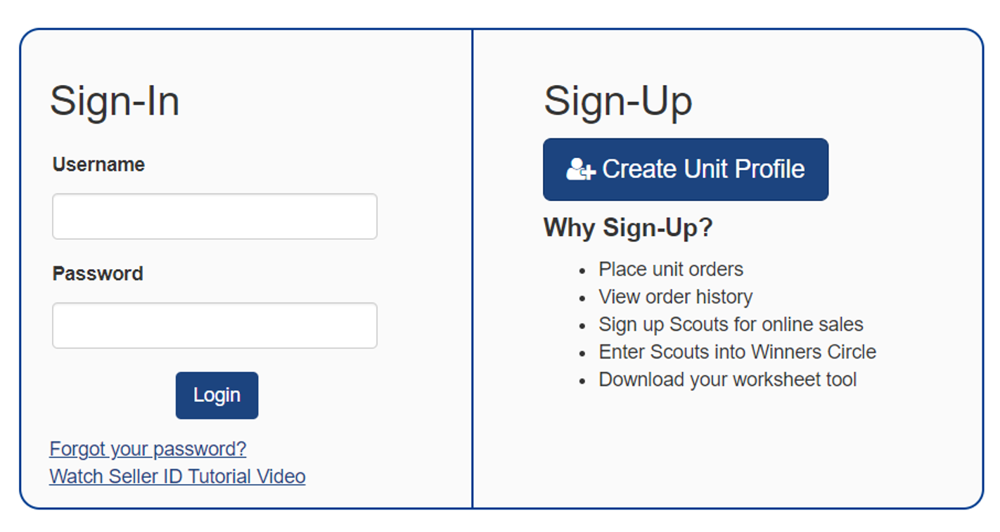 Sign-In
Username
Password
Login
Forgot your password?
Watch Seller ID Tutorial Video
Sign-Up
Create Unit Profile
Why Sign-Up?
• Place unit orders
• View order history
• Sign up Scouts for online sales
• Enter Scouts into Winners Circle
• Download your worksheet tool